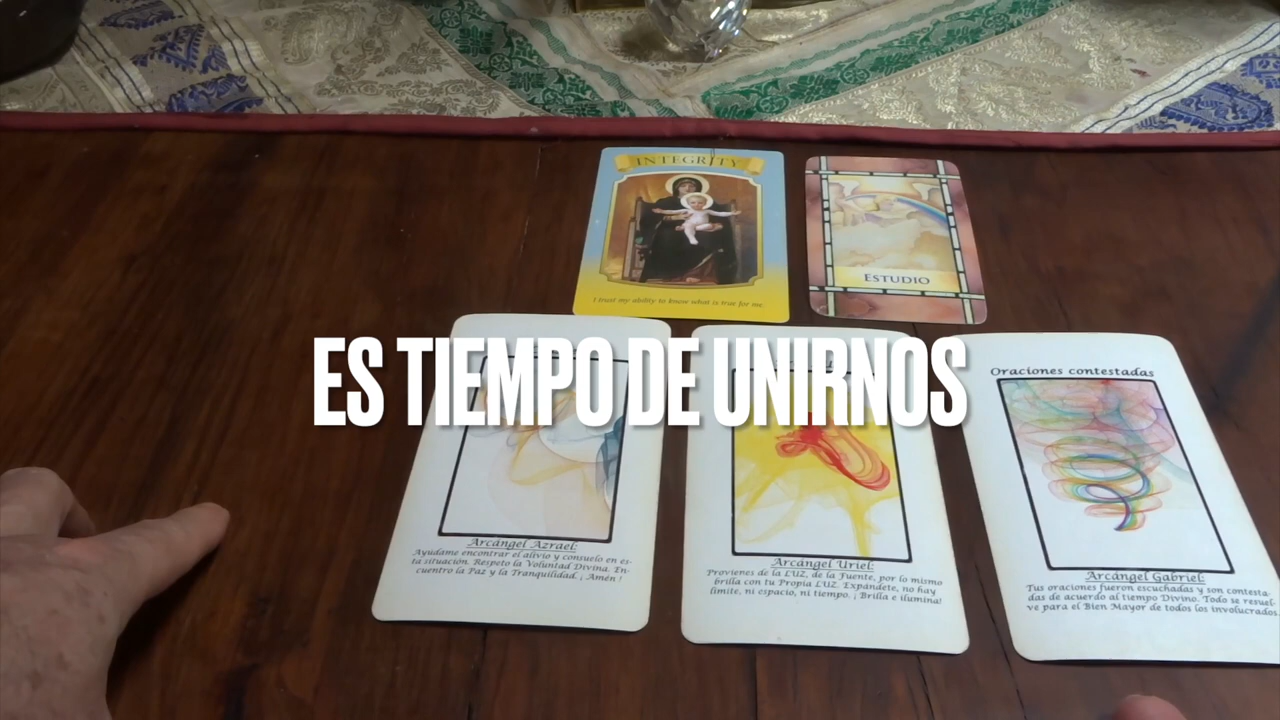 INTEGRITY
I trust my ability to know what is true for me.
ESTUDIO
ES TIEMPO DE UNIRNOS
Arcángel Azrael:
Ayúdame encontrar el alivio y consuelo en es-
ta situación. Respeto la Voluntad Divina. En-
cuentro la Paz y la Tranquilidad. ¡ Amén !
Arcángel Uriel:
Provienes de la LUZ, de la Fuente, por lo mismo
brilla con tu Propia LUZ. Expándete, no hay
límite, ni espacio, ni tiempo. ¡ Brilla e ilumina!
Oraciones contestadas
Arcángel Gabriel:
Tus oraciones fueron escuchadas y son contesta-
das de acuerdo al tiempo Divino. Todo se resuel-
ve para el Bien Mayor de todos los involucrados.